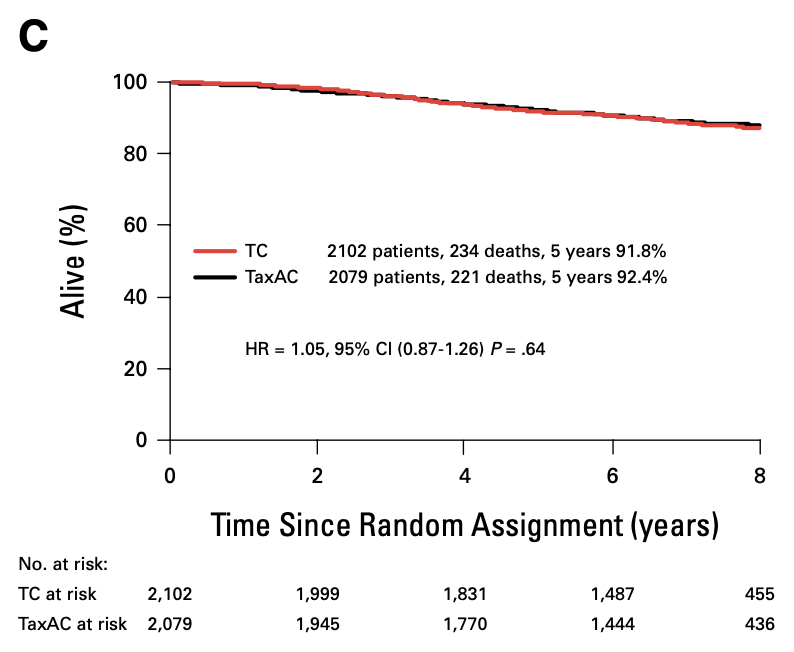 C
100
80
60
40
20
0
Alive (%)
TC 2102 patients, 234 deaths, 5 years 91.8%
TaxAC 2079 patients, 221 deaths, 5 years 92.4%
HR = 1.05, 95% CI (0.87-1.26) P = .64
0 2 4 6 8
Time Since Random Assignment (years)
No. at risk:
TC at risk 2,102 1,999 1,831 1,487 455
TaxAC at risk 2,079 1,945 1,770 1,444 436